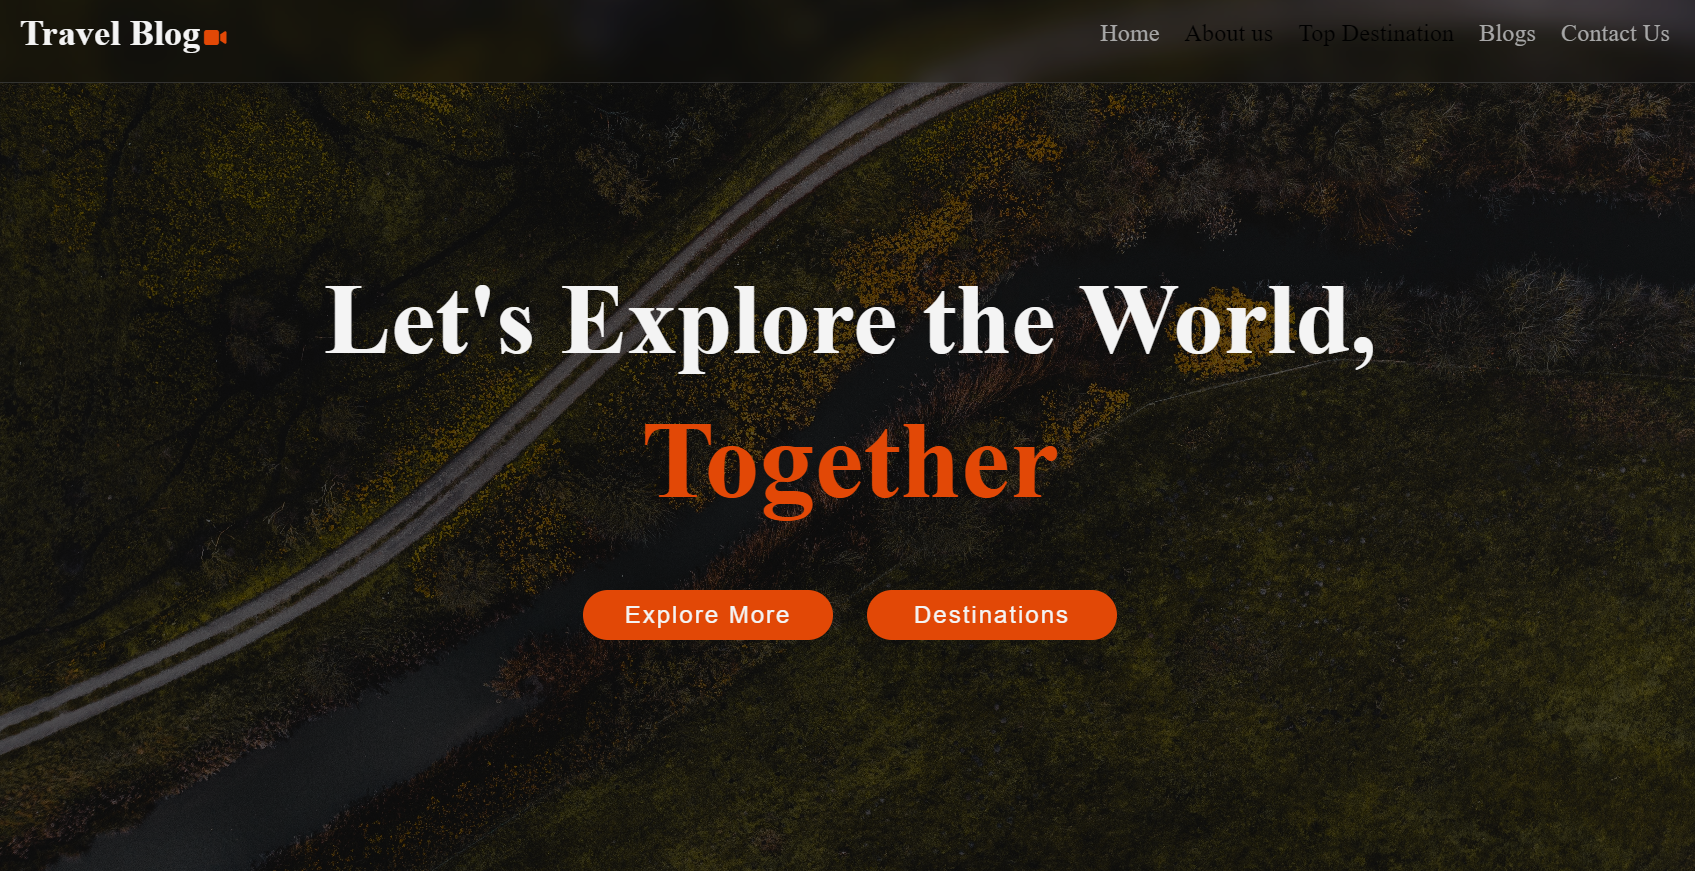 Travel Blog
Home About us Top Destination Blogs Contact Us
Let's Explore the World,
Together
Explore More Destinations